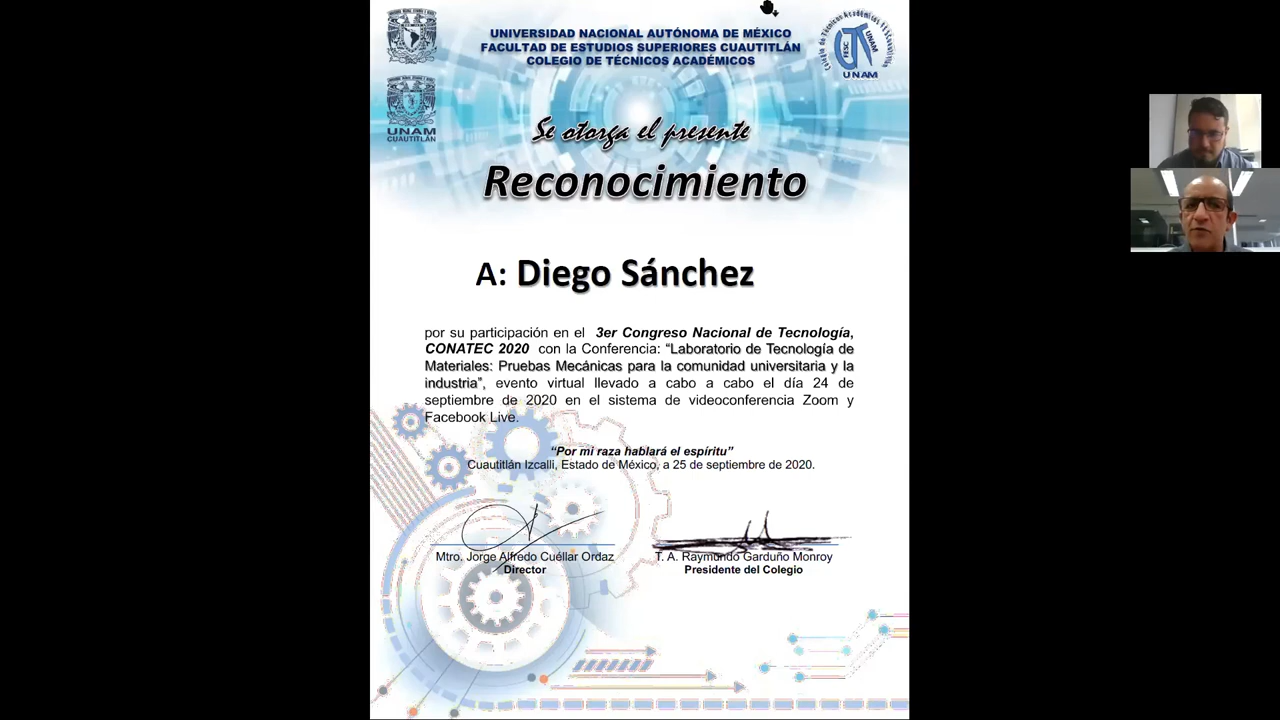 UNIVERSIDAD NACIONAL AUTÓNOMA DE MÉXICO
FACULTAD DE ESTUDIOS SUPERIORES CUAUTITLÁN
COLEGIO DE TÉCNICOS ACADÉMICOS
FESC
UNAM
UNAM
UNAM
CUAUTITLÁN
Se otorga el presente
Reconocimiento
A: Diego Sánchez
por su participación en el 3er Congreso Nacional de Tecnología,
CONATEC 2020 con la Conferencia: “Laboratorio de Tecnología de
Materiales: Pruebas Mecánicas para la comunidad universitaria y la
industria”, evento virtual llevado a cabo a cabo el día 24 de
septiembre de 2020 en el sistema de videoconferencia Zoom y
Facebook Live.
“Por mi raza hablará el espíritu”
Cuautitlán Izcalli, Estado de México, a 25 de septiembre de 2020.
Mtro. Jorge Alfredo Cuéllar Ordaz
Director
T. A. Raymundo Garduño Monroy
Presidente del Colegio